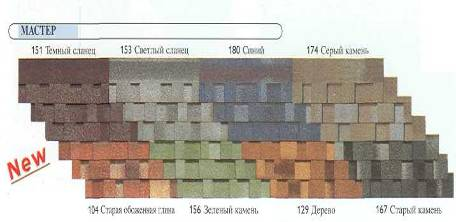 МАСТЕР
151 Темный сланец 153 Светлый сланец 180 Синий 174 Серый камень
New
104 Старая обоженная глина 156 Зеленый камень 129 Дерево 167 Старый камень